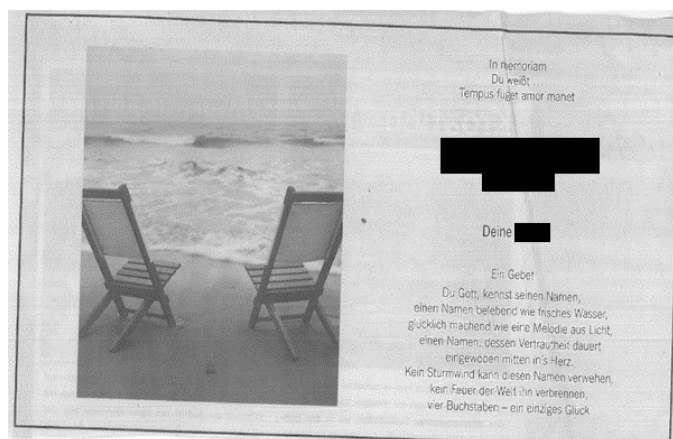 In memoriam
Du weißt ...
Tempus fuget amor manet
Deine
Ein Gebet
Du Gott, kennst seinen Namen,
einen Namen belebend wie frisches Wasser,
glücklich machend wie eine Melodie aus Licht,
einen Namen, dessen Vertrautheit dauert
eingewoben mitten in's Herz.
Kein Sturmwind kann diesen Namen verwehen,
kein Feuer der Welt ihn verbrennen,
vier Buchstaben – ein einziges Glück